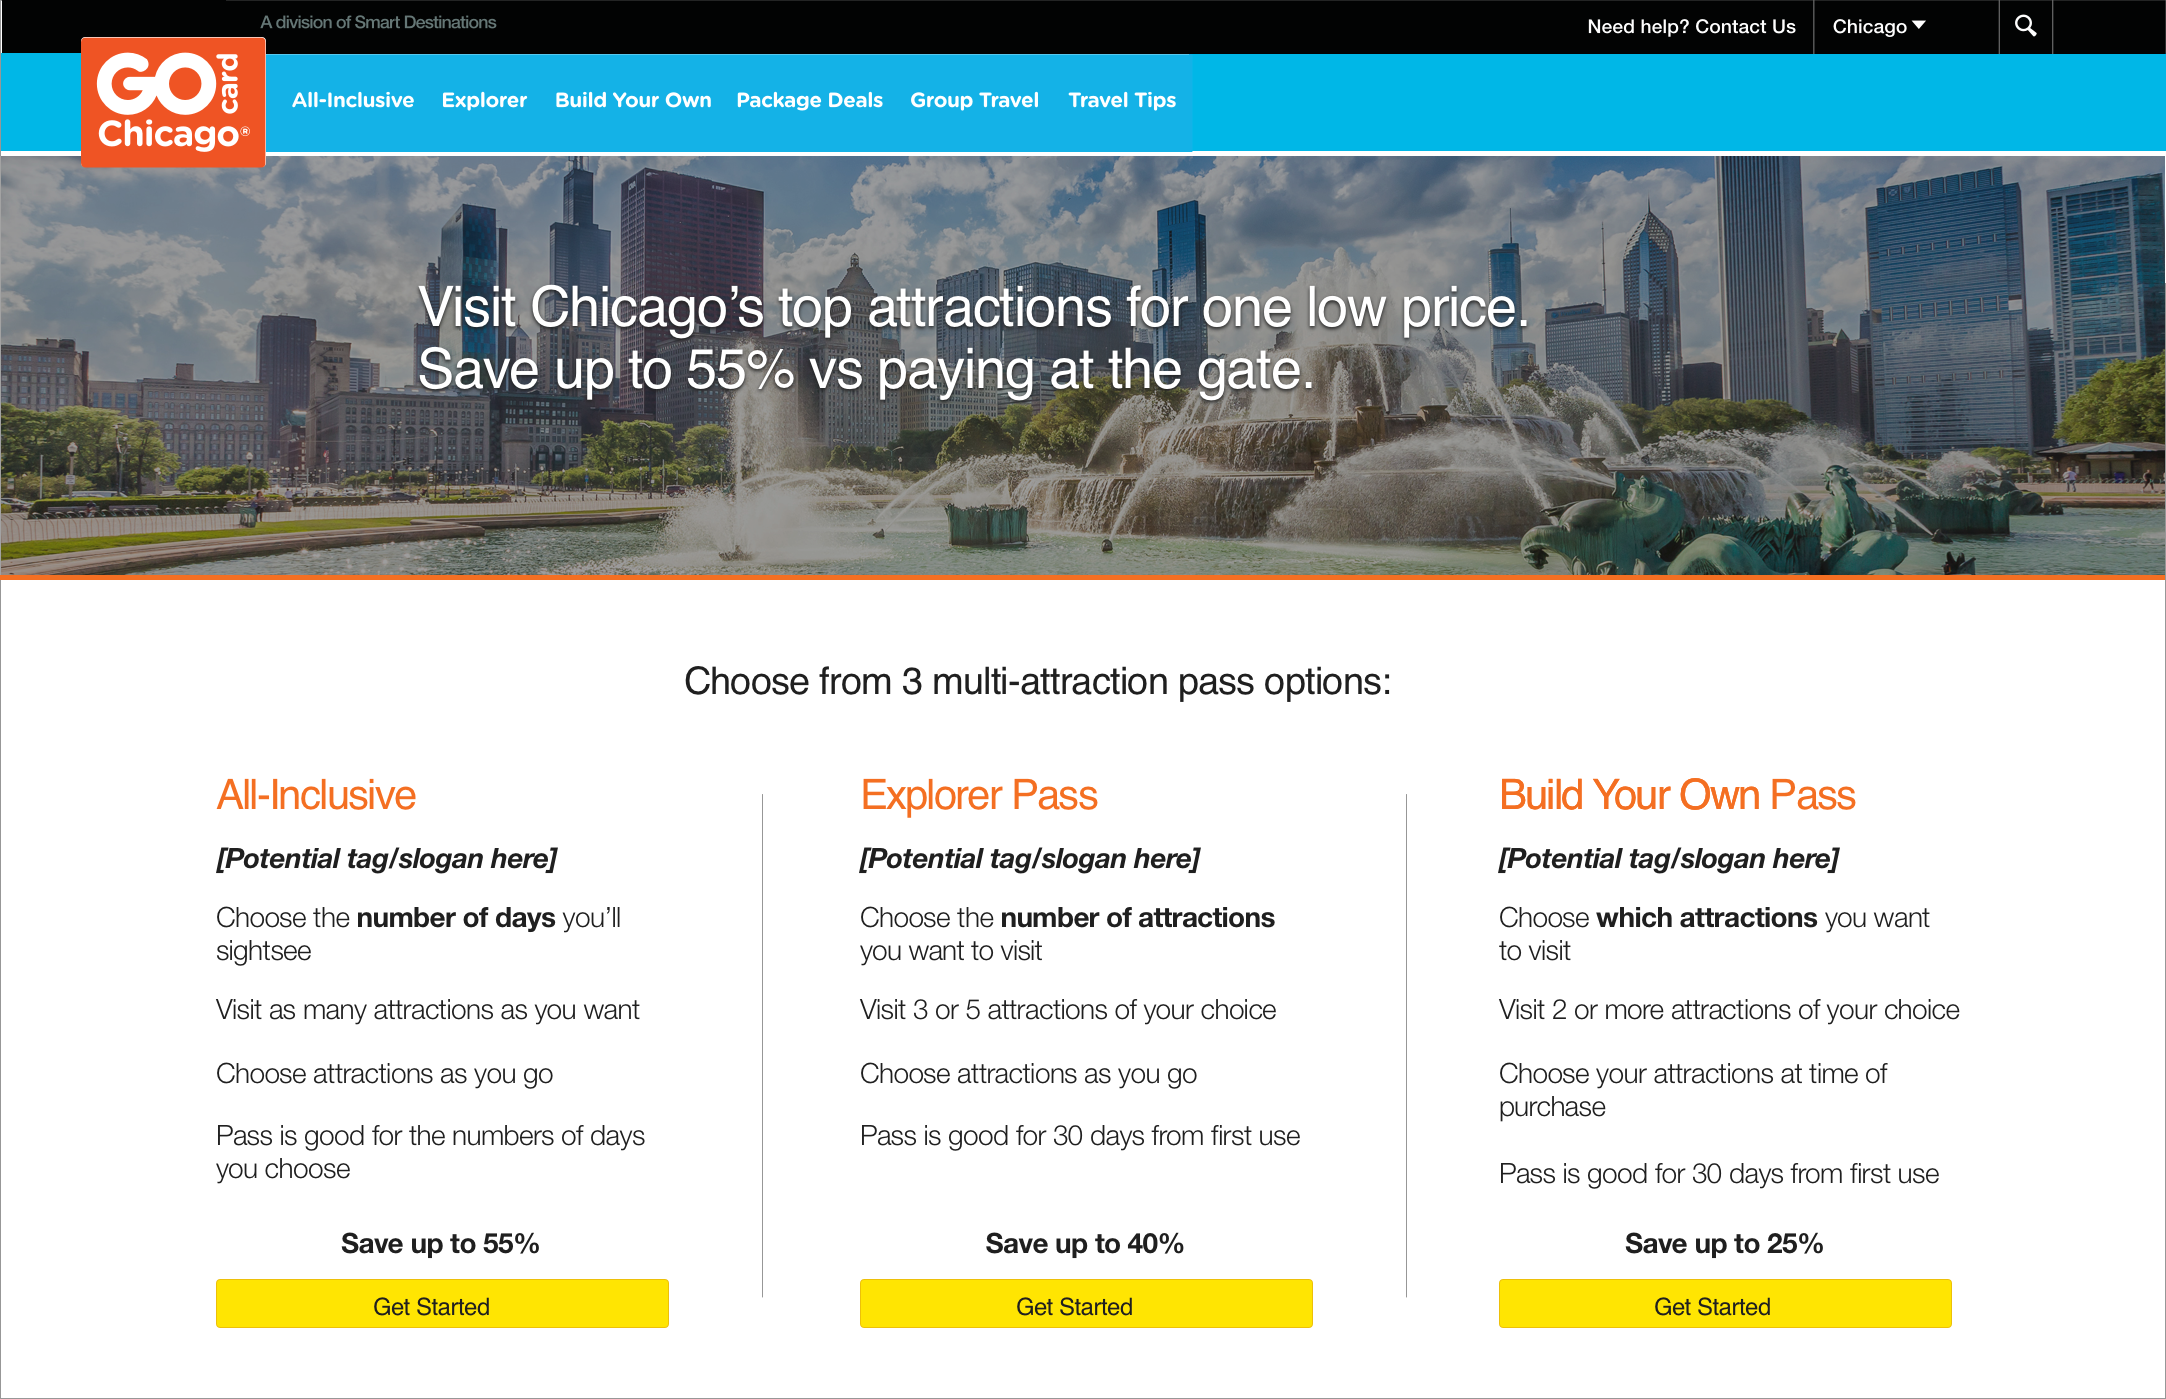 A division of Smart Destinations
Need help? Contact Us
Chicago
GO card
Chicago®
All-Inclusive
Explorer
Build Your Own
Package Deals
Group Travel
Travel Tips
Visit Chicago’s top attractions for one low price.
Save up to 55% vs paying at the gate.
Choose from 3 multi-attraction pass options:
All-Inclusive
[Potential tag/slogan here]
Choose the number of days you’ll
sightsee
Visit as many attractions as you want
Choose attractions as you go
Pass is good for the numbers of days
you choose
Save up to 55%
Get Started
Explorer Pass
[Potential tag/slogan here]
Choose the number of attractions
you want to visit
Visit 3 or 5 attractions of your choice
Choose attractions as you go
Pass is good for 30 days from first use
Save up to 40%
Get Started
Build Your Own Pass
[Potential tag/slogan here]
Choose which attractions you want
to visit
Visit 2 or more attractions of your choice
Choose your attractions at time of
purchase
Pass is good for 30 days from first use
Save up to 25%
Get Started